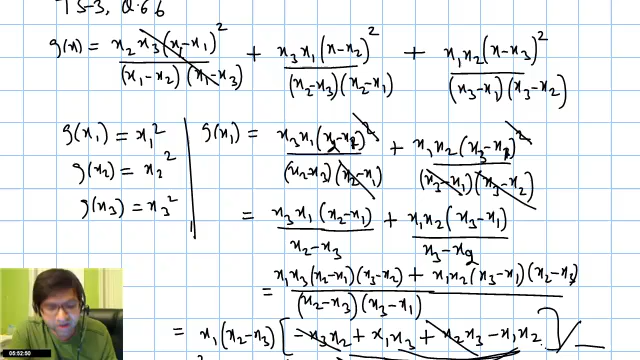 TS-3, Q.66
g(x) = x₂x₃(x-x₁)²/(x₁-x₂)(x₁-x₃) + x₃x₁(x-x₂)²/(x₂-x₃)(x₂-x₁) + x₁x₂(x-x₃)²/(x₃-x₁)(x₃-x₂)
g(x₁) = x₁²
g(x₂) = x₂²
g(x₃) = x₃²
g(x₁) = x₃x₁(x₂-x₁)²/(x₂-x₃)(x₂-x₁) + x₁x₂(x₃-x₁)²/(x₃-x₁)(x₃-x₂)
= x₃x₁(x₂-x₁)/x₂-x₃ + x₁x₂(x₃-x₁)/x₃-x₂
= x₁x₃(x₂-x₁)(x₃-x₂) + x₁x₂(x₃-x₁)(x₂-x₃)/(x₂-x₃)(x₃-x₁)
= x₁(x₂-x₃)[-x₃x₂ + x₁x₃ + x₂x₃ - x₁x₂
05:52:50